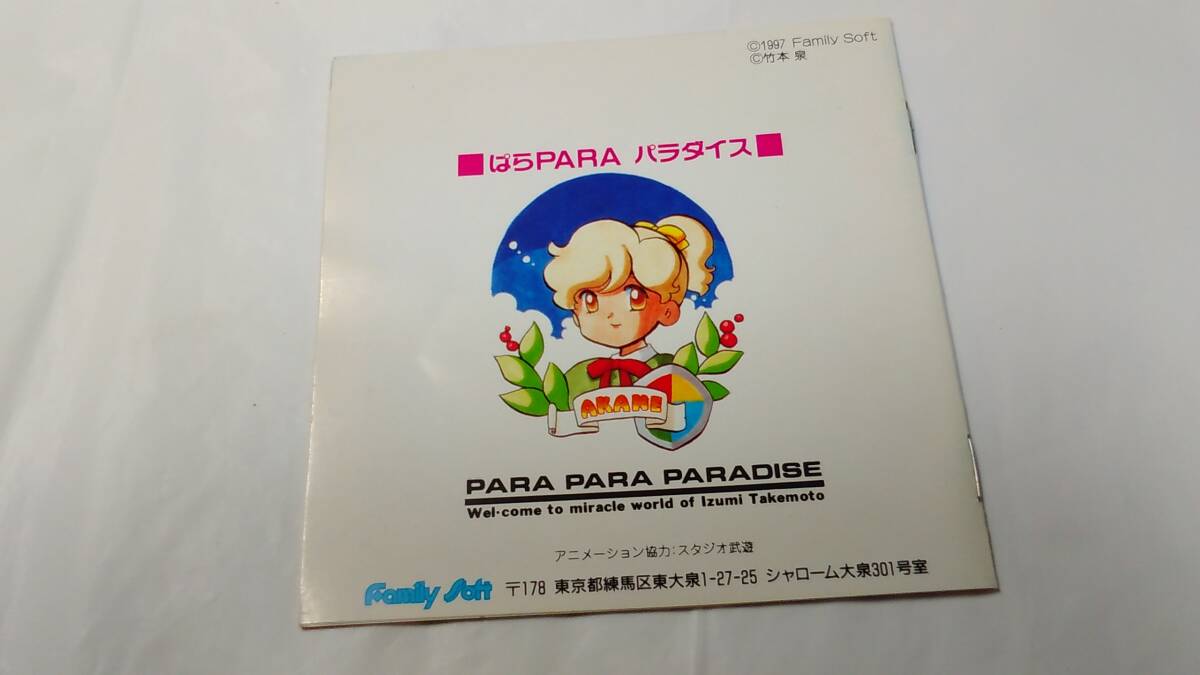 ©1997 Family Soft
©竹本 泉
■ぱらPARA パラダイス■
AKANE
PARA PARA PARADISE
Wel·come to miracle world of Izumi Takemoto
アニメーション協力:スタジオ武遊
Family Soft 〒178 東京都練馬区東大泉1-27-25 シャローム大泉301号室